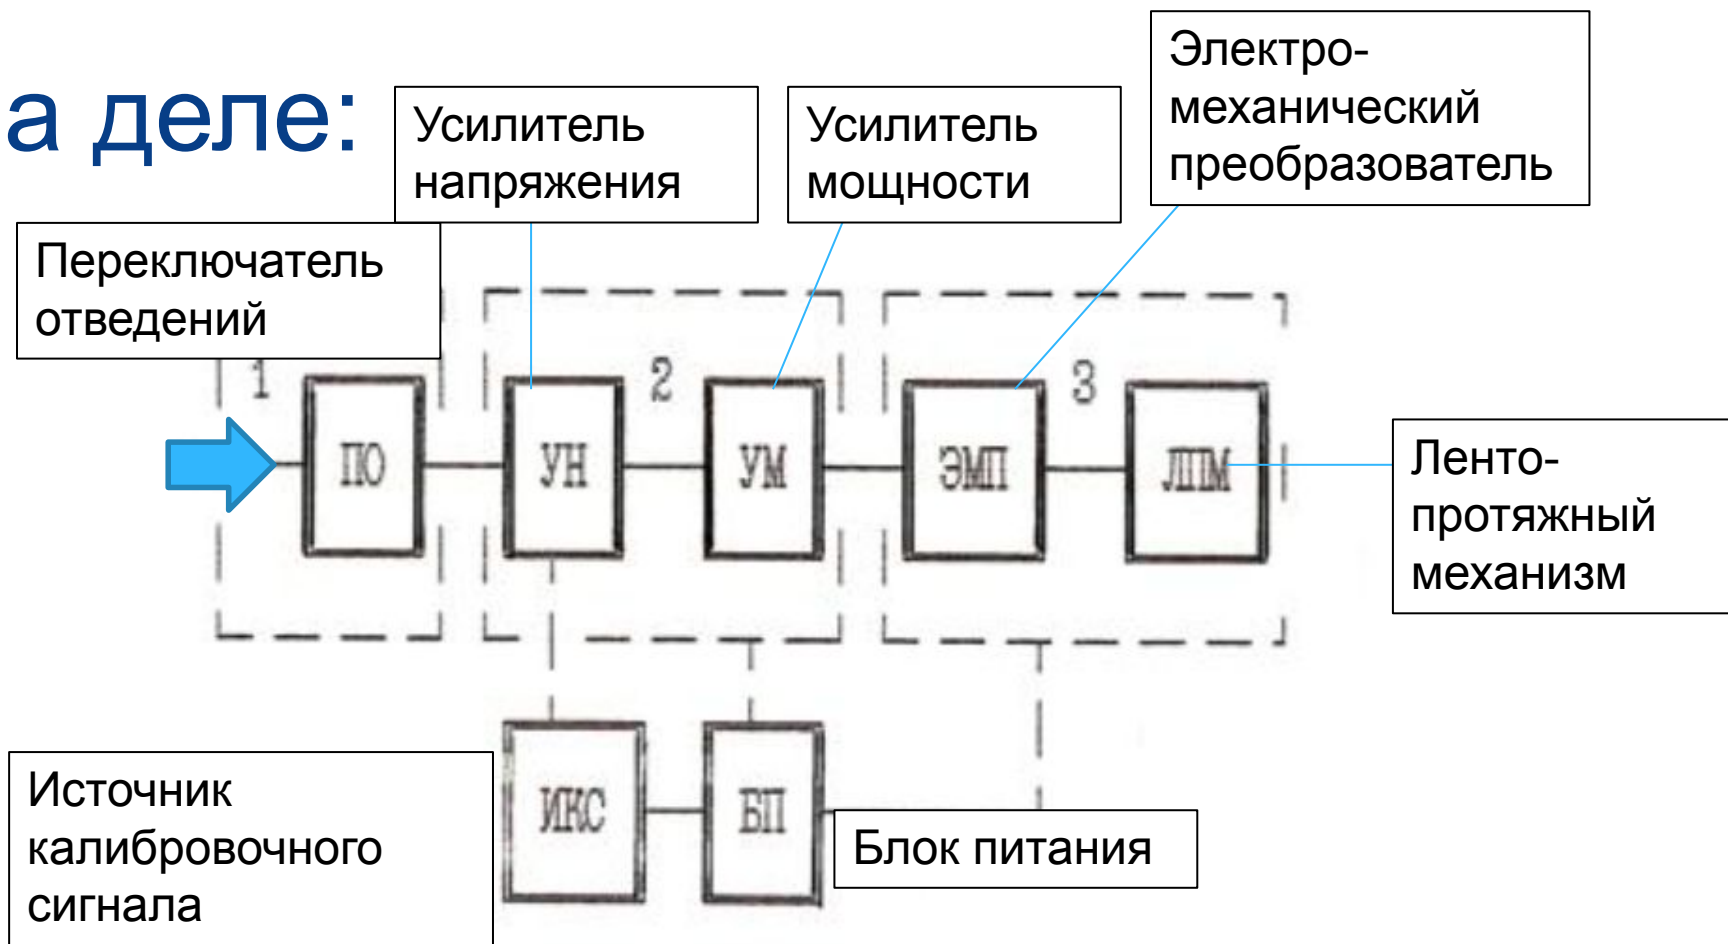 а деле:
Усилитель
напряжения
Усилитель
мощности
Электро-
механический
преобразователь
Переключатель
отведений
1
2
3
ПО
УН
УМ
ЭМП
ЛПМ
Ленто-
протяжный
механизм
Источник
калибровочного
сигнала
ИКС
БП
Блок питания